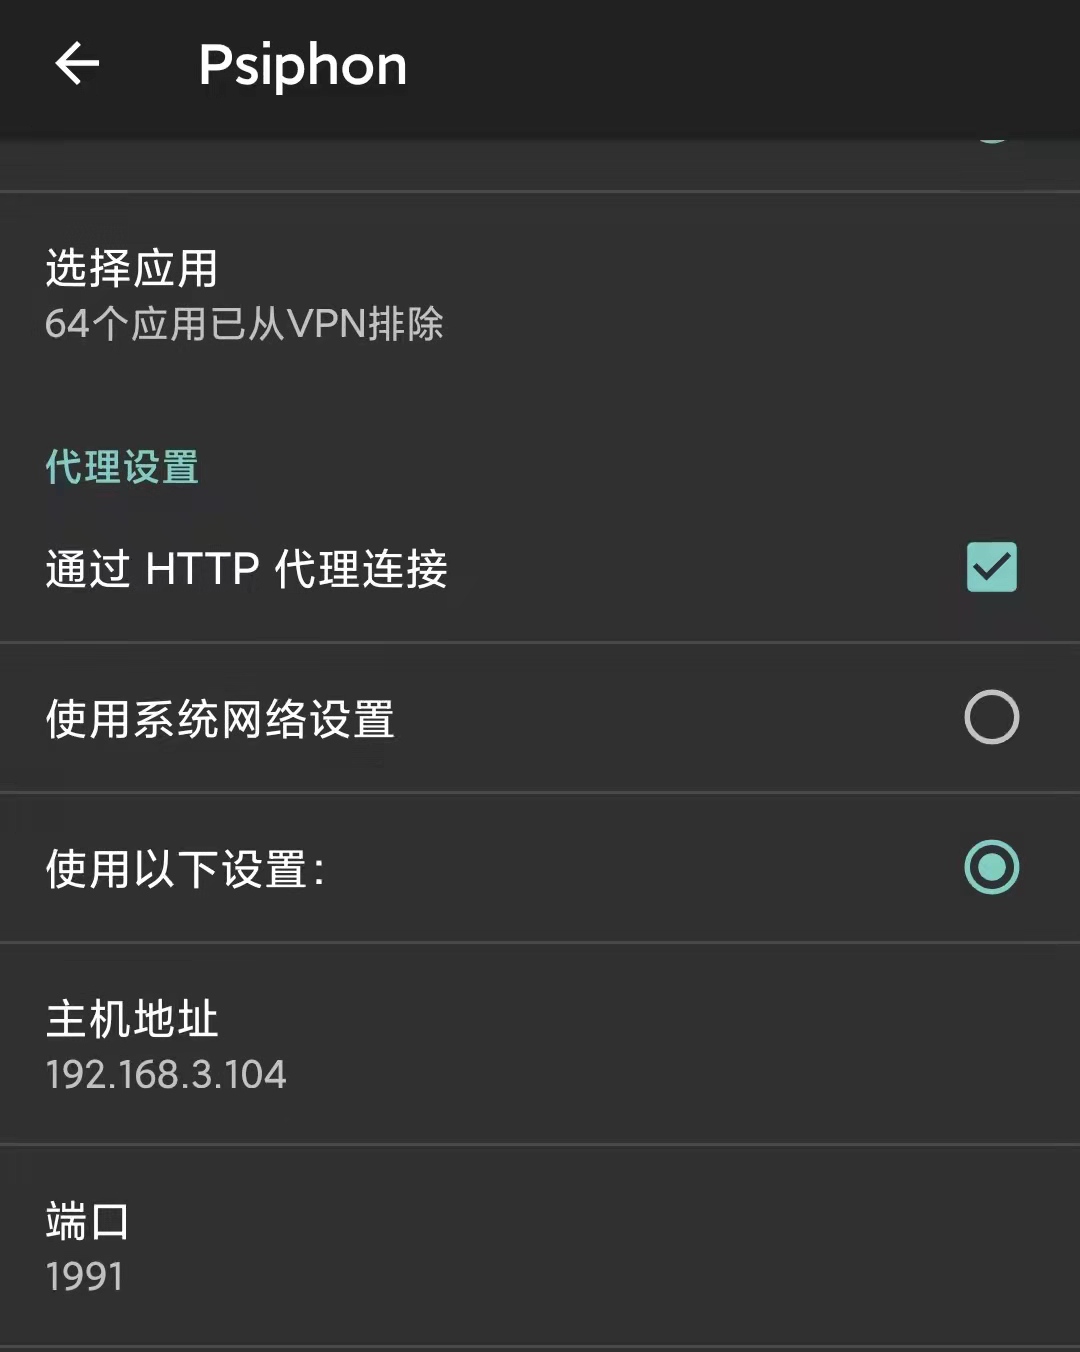 Psiphon
选择应用
64个应用已从VPN排除
代理设置
通过 HTTP 代理连接
使用系统网络设置
使用以下设置:
主机地址
192.168.3.104
端口
1991